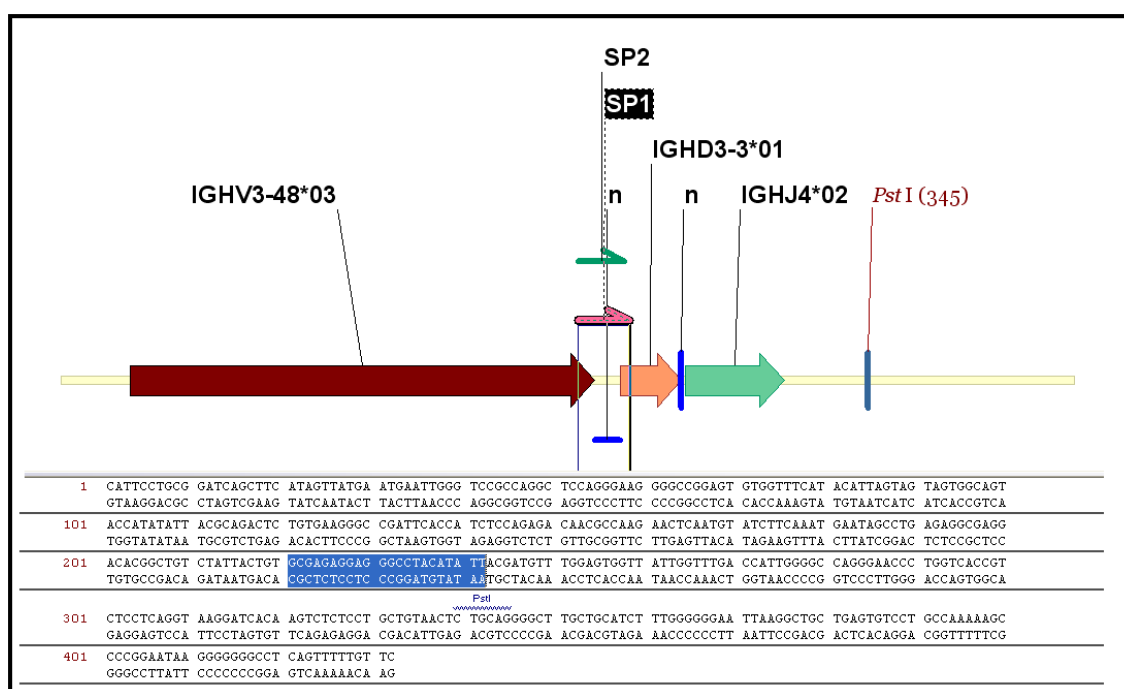 SP2
SP1
IGHD3-3*01
IGHV3-48*03 n n IGHJ4*02 PstI (345)
1 CATTCCTGCG GATCAGCTTC ATAGTTATGA ATGAATTGGG TCCGCCAGGC TCCAGGGAAG GGGCCGGAGT GTGGTTTCAT ACATTAGTAG TAGTGGCAGT
GTAAGGACGC CTAGTCGAAG TATCAATACT TACTTAACCC AGGCGGTCCG AGGTCCCTTC CCCGGCCTCA CACCAAAGTA TGTAATCATC ATCACCGTCA
101 ACCATATATT ACGCAGACTC TGTGAAGGGC CGATTCACCA TCTCCAGAGA CAACGCCAAG AACTCAATGT ATCTTCAAAT GAATAGCCTG AGAGGCGAGG
TGGTATATAA TGCGTCTGAG ACACTTCCCG GCTAAGTGGT AGAGGTCTCT GTTGCGGTTC TTGAGTTACA TAGAAGTTTA CTTATCGGAC TCTCCGCTCC
201 ACACGGCTGT CTATTACTGT GCGAGAGGAG GGCCTACATA TTACGATGTT TGGAGTGGTT ATTGGTTTGA CCATTGGGGC CAGGGAACCC TGGTCACCGT
TGTGCCGACA GATAATGACA CGCTCTCCTC CCGGATGTAT AATGCTACAA ACCTCACCAA TAACCAAACT GGTAACCCCG GTCCCTTGGG ACCAGTGGCA
PstI
301 CTCCTCAGGT AAGGATCACA AGTCTCTCCT GCTGTAACTC TGCAGGGGCT TGCTGCATCT TTGGGGGGAA TTAAGGCTGC TGAGTGTCCT GCCAAAAAGC
GAGGAGTCCA TTCCTAGTGT TCAGAGAGGA CGACATTGAG ACGTCCCCGA ACGACGTAGA AACCCCCCTT AATTCCGACG ACTCACAGGA CGGTTTTTCG
401 CCCGGAATAA GGGGGGGCCT CAGTTTTTGT TC
GGGCCTTATT CCCCCCCGGA GTCAAAAACA AG